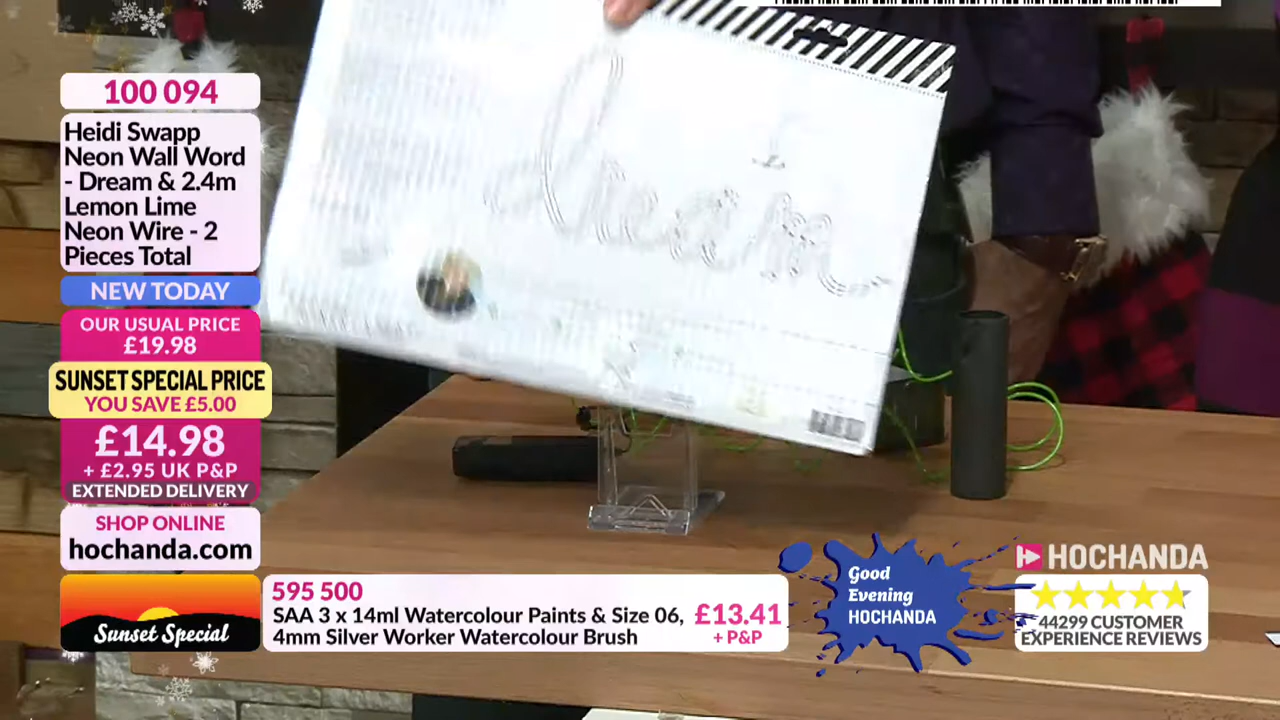 100 094
Heidi Swapp
Neon Wall Word
- Dream & 2.4m
Lemon Lime
Neon Wire - 2
Pieces Total
NEW TODAY
OUR USUAL PRICE
£19.98
SUNSET SPECIAL PRICE
YOU SAVE £5.00
£14.98
+ £2.95 UK P&P
EXTENDED DELIVERY
SHOP ONLINE
hochanda.com
Sunset Special
595 500
SAA 3 x 14ml Watercolour Paints & Size 06,
4mm Silver Worker Watercolour Brush
£13.41
+ P&P
dream
Good
Evening
HOCHANDA
HOCHANDA
44299 CUSTOMER
EXPERIENCE REVIEWS